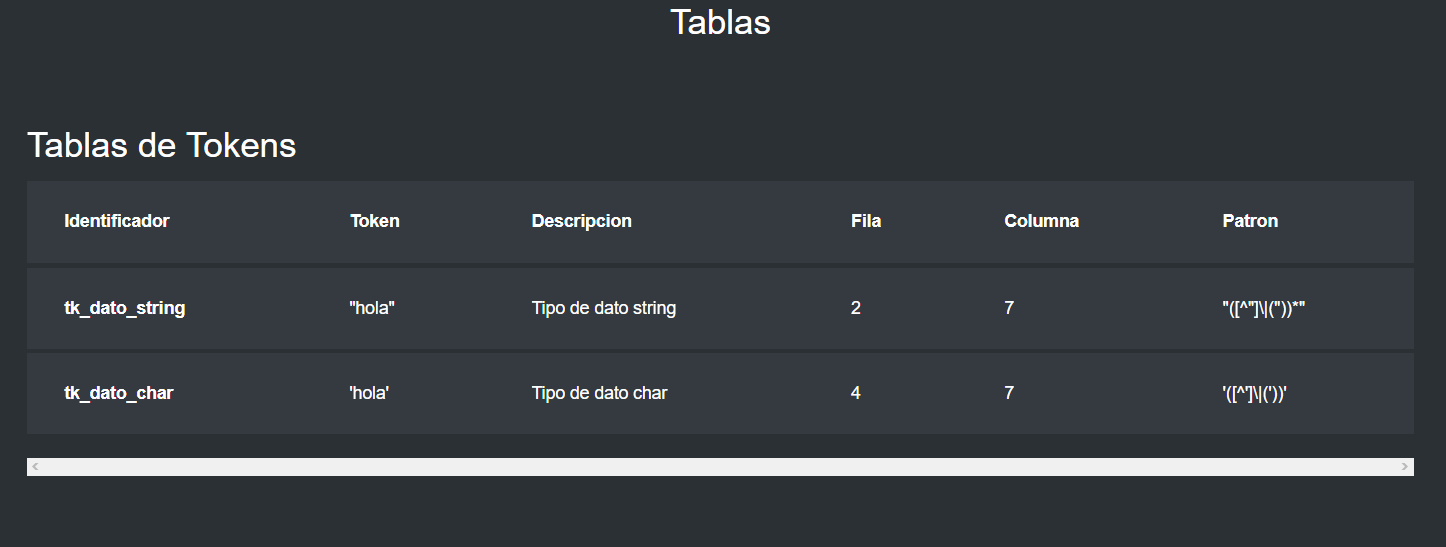 Tablas
Tablas de Tokens
Identificador Token Descripcion Fila Columna Patron
tk_dato_string "hola" Tipo de dato string 2 7 "([^"]\|("))*"
tk_dato_char 'hola' Tipo de dato char 4 7 '([^']\|('))'